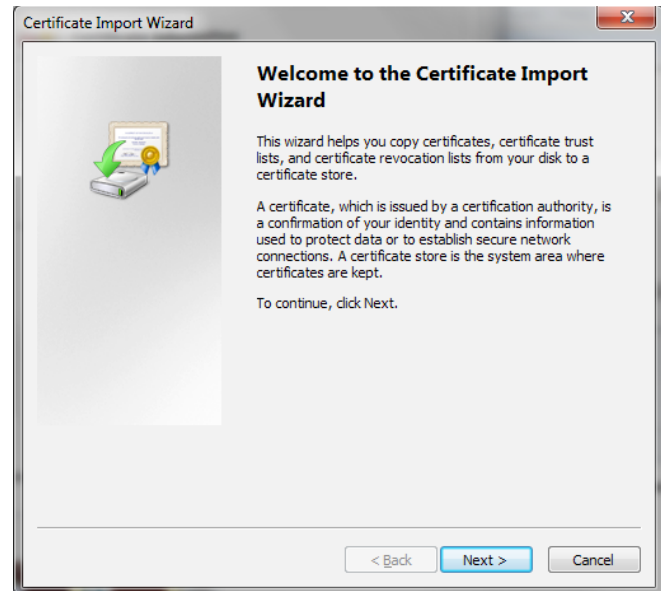 Certificate Import Wizard
Welcome to the Certificate Import
Wizard
This wizard helps you copy certificates, certificate trust
lists, and certificate revocation lists from your disk to a
certificate store.
A certificate, which is issued by a certification authority, is
a confirmation of your identity and contains information
used to protect data or to establish secure network
connections. A certificate store is the system area where
certificates are kept.
To continue, click Next.
< Back Next > Cancel